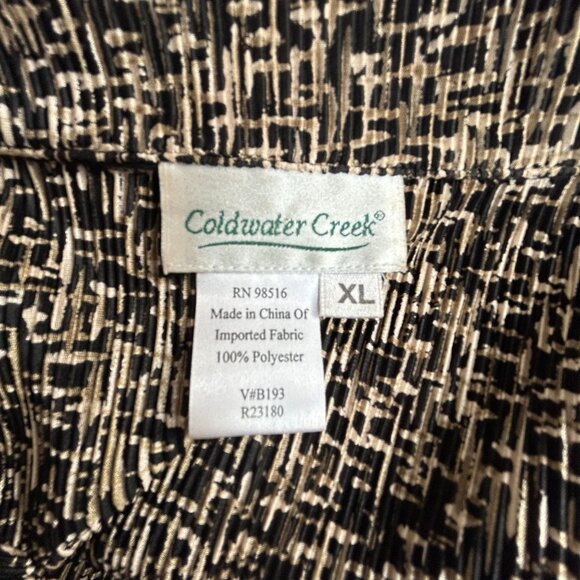 Coldwater Creek®
XL
RN 98516
Made in China Of
Imported Fabric
100% Polyester
V#B193
R23180